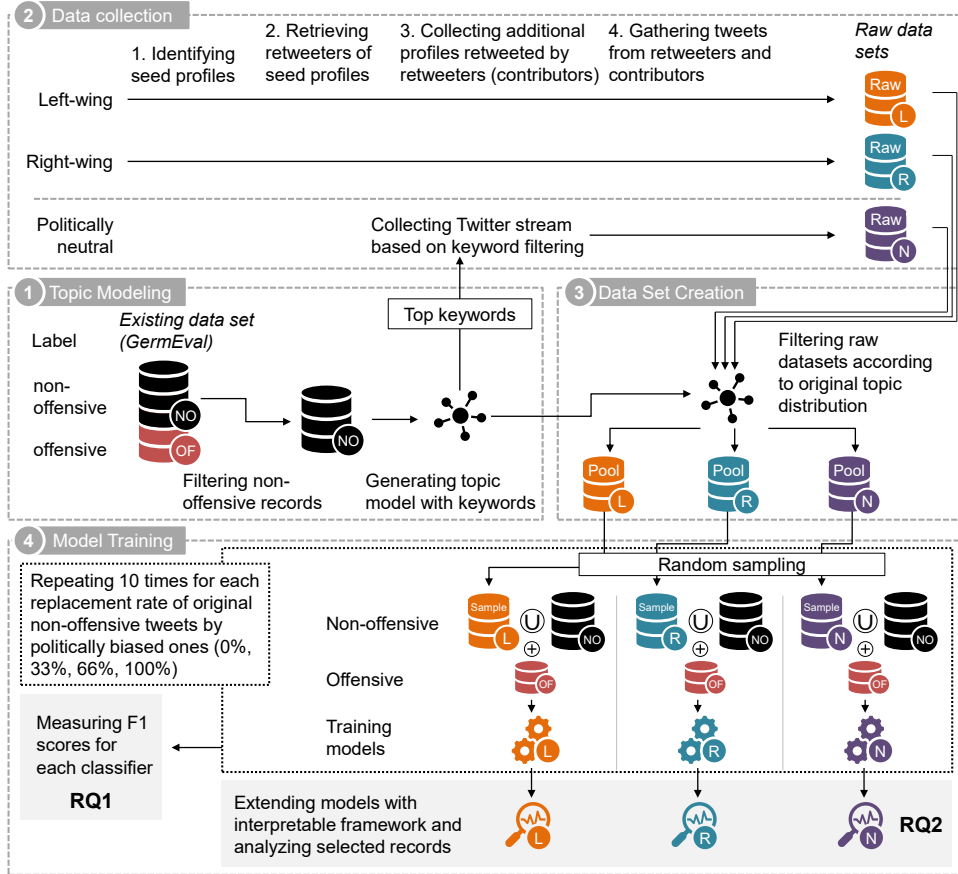 2 Data collection
1. Identifying
seed profiles
2. Retrieving
retweeters of
seed profiles
3. Collecting additional
profiles retweeted by
retweeters (contributors)
4. Gathering tweets
from retweeters and
contributors
Raw data
sets
Left-wing
Raw
L
Right-wing
Raw
R
Politically
neutral
Collecting Twitter stream
based on keyword filtering
Raw
N
1 Topic Modeling
Label
Existing data set
(GermEval)
Top keywords
non-
offensive
NO
offensive
OF
NO
Filtering non-
offensive records
Generating topic
model with keywords
3 Data Set Creation
Filtering raw
datasets according
to original topic
distribution
Pool
L
Pool
R
Pool
N
4 Model Training
Repeating 10 times for each
replacement rate of original
non-offensive tweets by
politically biased ones (0%,
33%, 66%, 100%)
Random sampling
Non-offensive
Sample
L
U
NO
+
Sample
R
U
NO
+
Sample
N
U
NO
+
Offensive
OF
OF
OF
Training
models
L
R
N
Measuring F1
scores for
each classifier
RQ1
Extending models with
interpretable framework and
analyzing selected records
L
R
N
RQ2